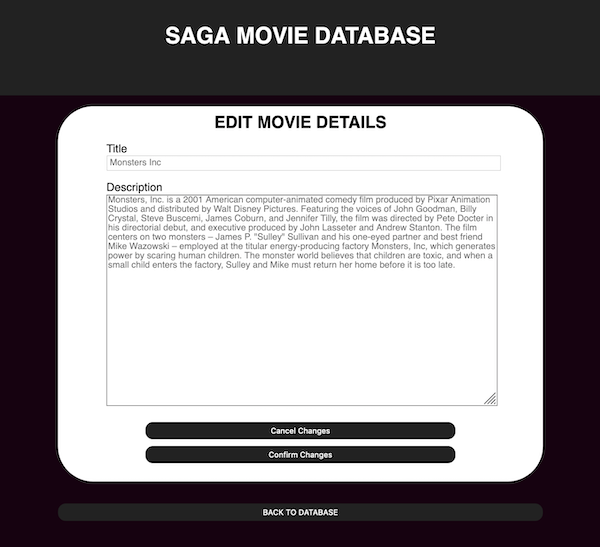 SAGA MOVIE DATABASE
EDIT MOVIE DETAILS
Title
Monsters Inc
Description
Monsters, Inc. is a 2001 American computer-animated comedy film produced by Pixar Animation
Studios and distributed by Walt Disney Pictures. Featuring the voices of John Goodman, Billy
Crystal, Steve Buscemi, James Coburn, and Jennifer Tilly, the film was directed by Pete Docter in
his directorial debut, and executive produced by John Lasseter and Andrew Stanton. The film
centers on two monsters – James P. "Sulley" Sullivan and his one-eyed partner and best friend
Mike Wazowski – employed at the titular energy-producing factory Monsters, Inc, which generates
power by scaring human children. The monster world believes that children are toxic, and when a
small child enters the factory, Sulley and Mike must return her home before it is too late.
Cancel Changes
Confirm Changes
BACK TO DATABASE